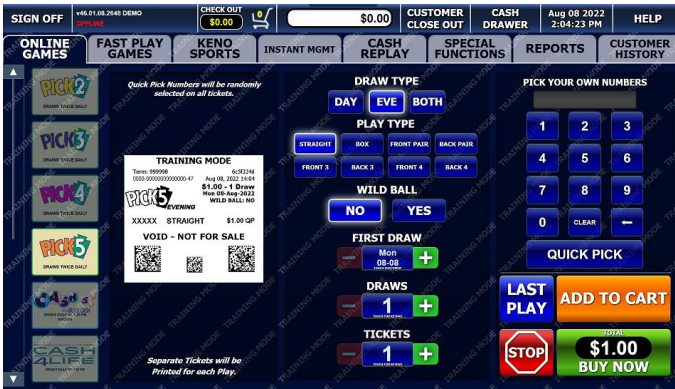 SIGN OFF
v46.01.08.2648 DEMO
OFFLINE
CHECK OUT
$0.00
$0.00
CUSTOMER
CLOSE OUT
CASH
DRAWER
Aug 08 2022
2:04:23 PM
HELP
ONLINE
GAMES
FAST PLAY
GAMES
KENO
SPORTS
INSTANT MGMT
CASH
REPLAY
SPECIAL
FUNCTIONS
REPORTS
CUSTOMER
HISTORY
PICK2
DRAWS TWICE DAILY
PICK3
DRAWS TWICE DAILY
PICK4
DRAWS TWICE DAILY
PICK5
DRAWS TWICE DAILY
CASH
4LIFE
Quick Pick Numbers will be randomly
selected on all tickets.
TRAINING MODE
Term: 999998
Aug 08, 2022 14:04
$1.00 - 1 Draw
Mon 08-Aug-2022
WILD BALL: NO
PICK5
EVENING
XXXXX STRAIGHT $1.00 QP
VOID - NOT FOR SALE
Separate Tickets will be
Printed for each Play.
DRAW TYPE
DAY EVE BOTH
PLAY TYPE
STRAIGHT BOX FRONT PAIR BACK PAIR
FRONT 3 BACK 3 FRONT 4 BACK 4
WILD BALL
NO YES
FIRST DRAW
- Mon +
08-08
DRAWS
- 1 +
TICKETS
- 1 +
PICK YOUR OWN NUMBERS
1 2 3
4 5 6
7 8 9
0 CLEAR ←
QUICK PICK
LAST
PLAY
ADD TO CART
STOP
TOTAL
$1.00
BUY NOW
TRAINING MODE